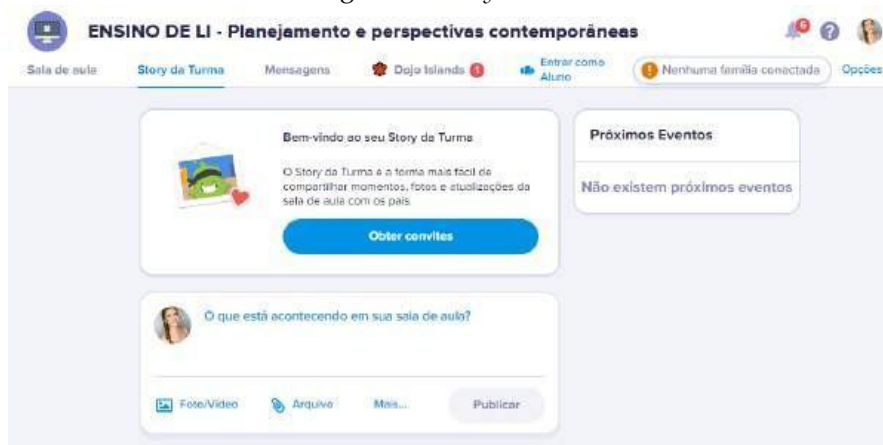 ENSINO DE LI - Planejamento e perspectivas contemporâneas
6
?
Sala de aula
Story da Turma
Mensagens
Dojo Islands
Entrar como
Aluno
Nenhuma família conectada
Opções
Bem-vindo ao seu Story da Turma
O Story da Turma é a forma mais fácil de
compartilhar momentos, fotos e atualizações da
sala de aula com os pais
Obter convites
Próximos Eventos
Não existem próximos eventos
O que está acontecendo em sua sala de aula?
Foto/Vídeo
Arquivo
Mais...
Publicar